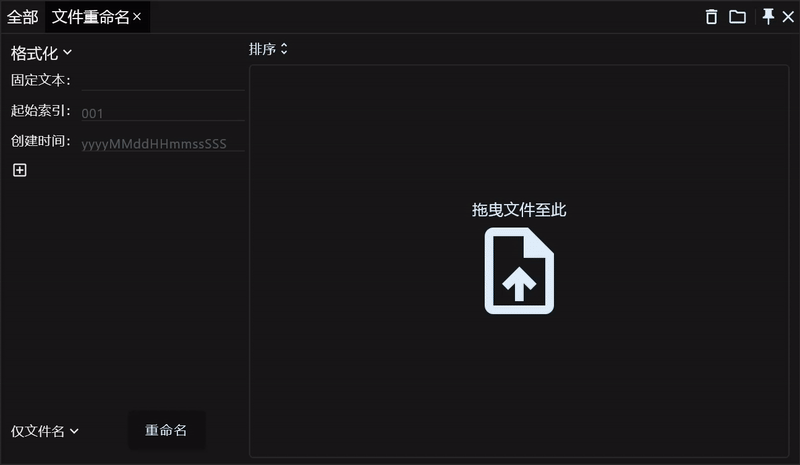 全部 文件重命名
格式化
排序
固定文本：
起始索引： 001
创建时间： yyyyMMddHHmmssSSS
拖曳文件至此
仅文件名
重命名